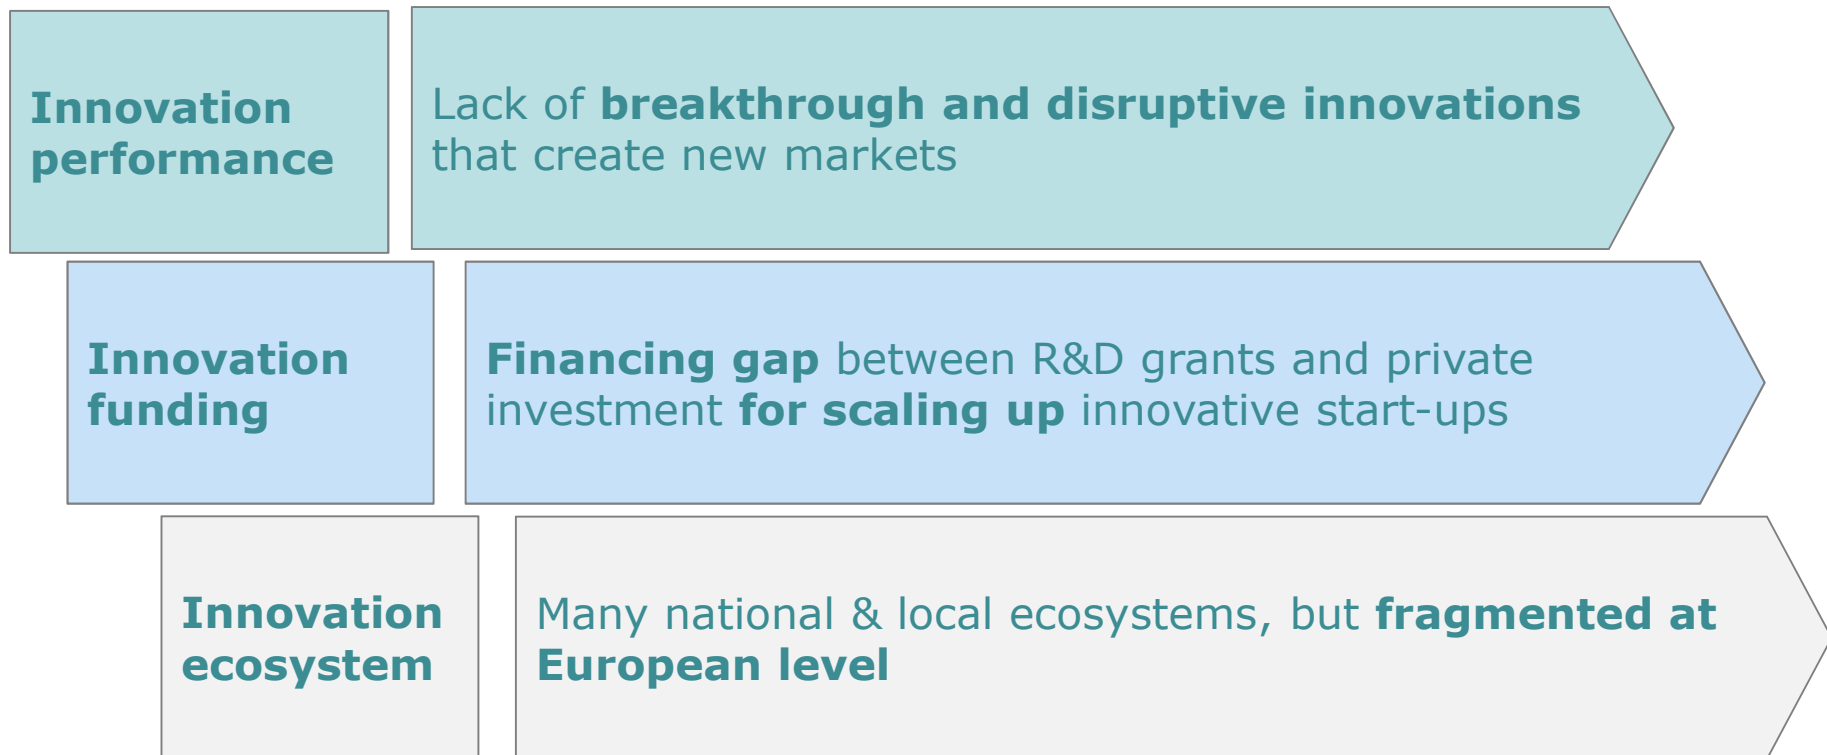 Innovation
performance
Lack of breakthrough and disruptive innovations
that create new markets
Innovation
funding
Financing gap between R&D grants and private
investment for scaling up innovative start-ups
Innovation
ecosystem
Many national & local ecosystems, but fragmented at
European level